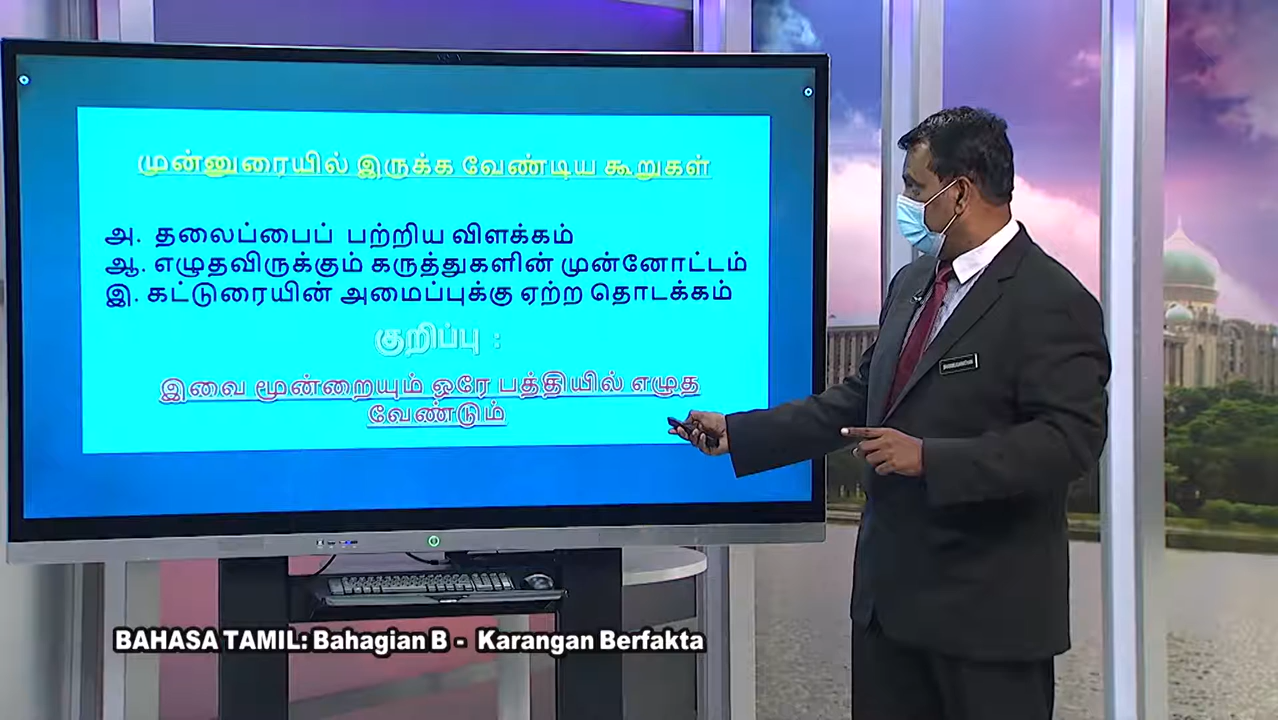 முன்னுரையில் இருக்க வேண்டிய கூறுகள்
அ. தலைப்பைப் பற்றிய விளக்கம்
ஆ. எழுதவிருக்கும் கருத்துகளின் முன்னோட்டம்
இ. கட்டுரையின் அமைப்புக்கு ஏற்ற தொடக்கம்
குறிப்பு :
இவை மூன்றையும் ஒரே பத்தியில் எழுத
வேண்டும்
BAHASA TAMIL: Bahagian B - Karangan Berfakta